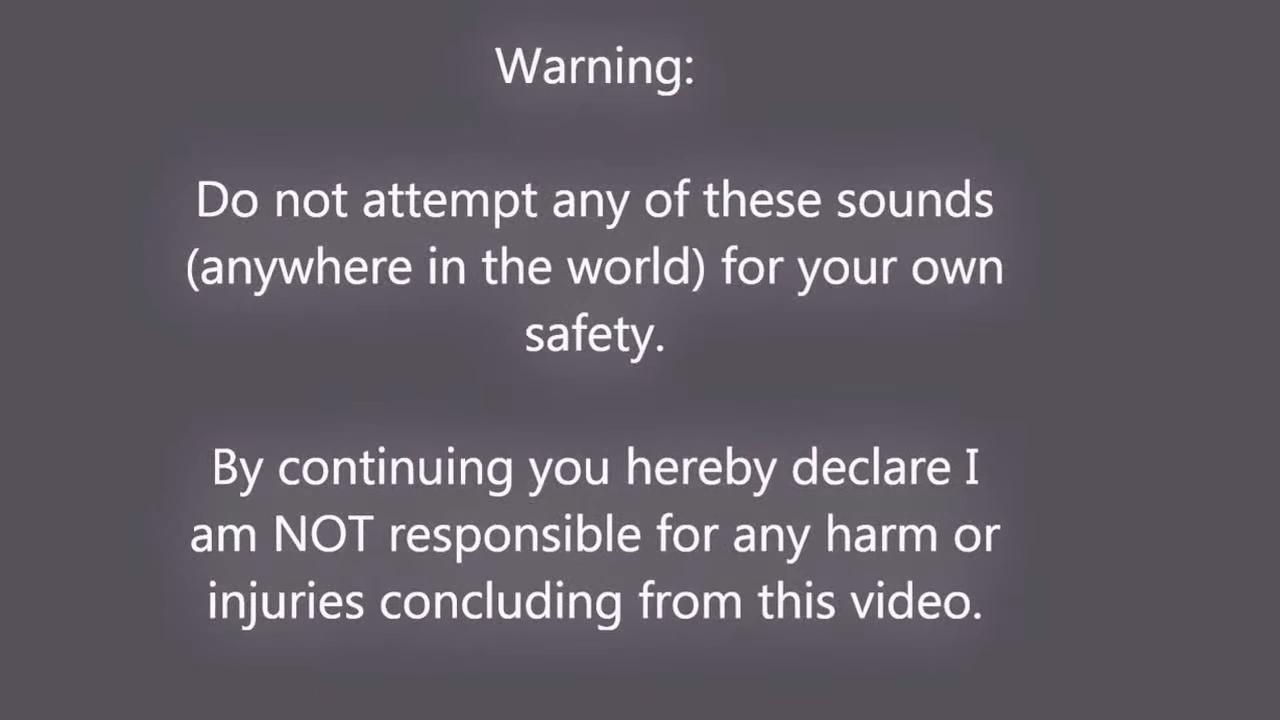 Warning:
Do not attempt any of these sounds
(anywhere in the world) for your own
safety.
By continuing you hereby declare I
am NOT responsible for any harm or
injuries concluding from this video.